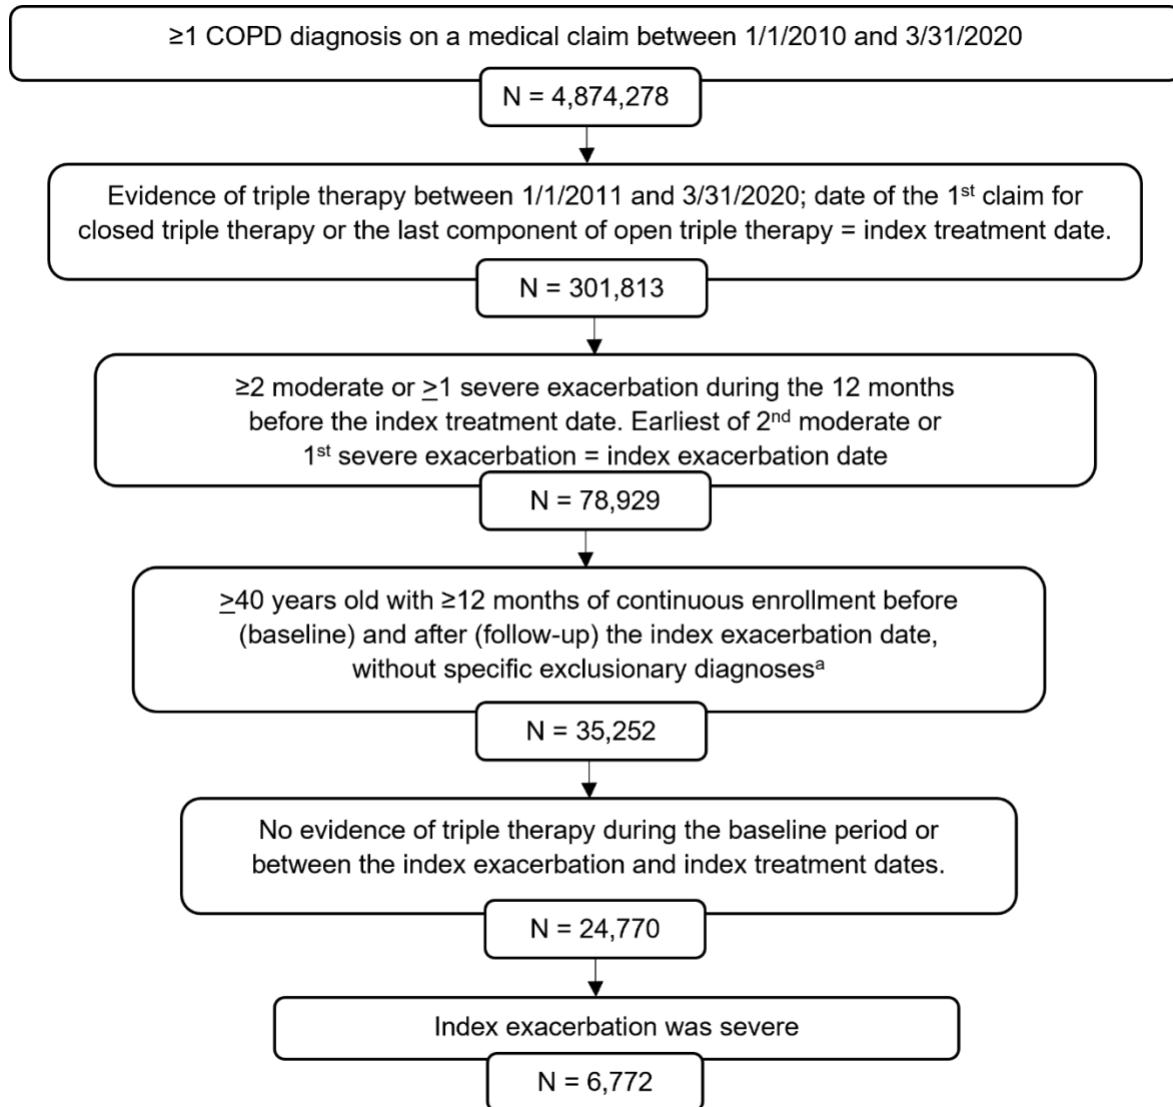 ≥1 COPD diagnosis on a medical claim between 1/1/2010 and 3/31/2020
N = 4,874,278
Evidence of triple therapy between 1/1/2011 and 3/31/2020; date of the 1st claim for
closed triple therapy or the last component of open triple therapy = index treatment date.
N = 301,813
≥2 moderate or ≥1 severe exacerbation during the 12 months
before the index treatment date. Earliest of 2nd moderate or
1st severe exacerbation = index exacerbation date
N = 78,929
≥40 years old with ≥12 months of continuous enrollment before
(baseline) and after (follow-up) the index exacerbation date,
without specific exclusionary diagnosesa
N = 35,252
No evidence of triple therapy during the baseline period or
between the index exacerbation and index treatment dates.
N = 24,770
Index exacerbation was severe
N = 6,772